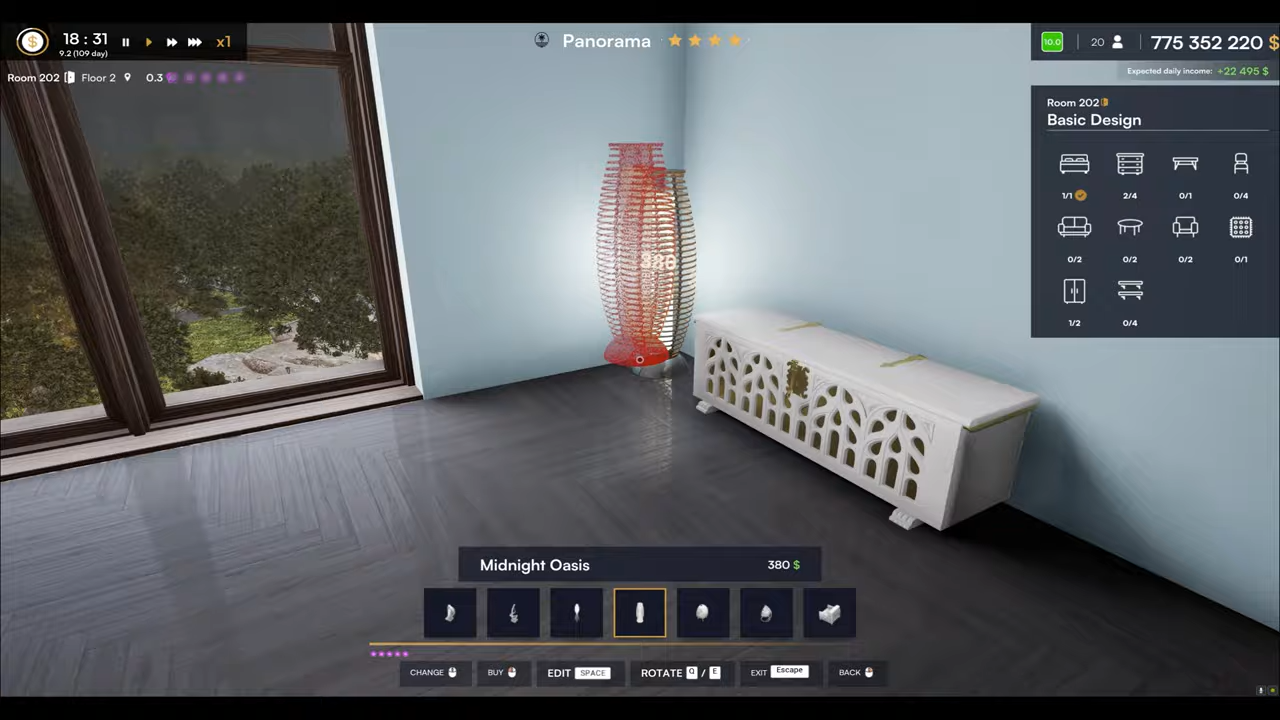 18 : 31
x1
9.2 (109 day)
Room 202 Floor 2 0.3
Panorama
10.0 20 775 352 220 $
Expected daily income: +22 495 $
Room 202
Basic Design
1/1 2/4 0/1 0/4
0/2 0/2 0/2 0/1
1/2 0/4
380
Midnight Oasis 380 $
CHANGE BUY EDIT SPACE ROTATE Q / E EXIT Escape BACK